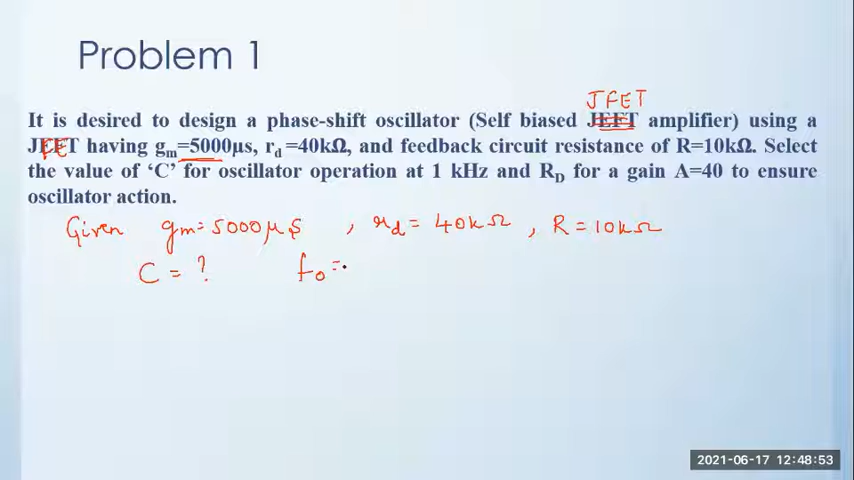 Problem 1
JFET
It is desired to design a phase-shift oscillator (Self biased JEFT amplifier) using a
JFET having gm=5000μs, rd =40kΩ, and feedback circuit resistance of R=10kΩ. Select
the value of ‘C’ for oscillator operation at 1 kHz and RD for a gain A=40 to ensure
oscillator action.
Given gm= 5000μS , rd = 40kΩ , R = 10kΩ
C = ? fo =
2021-06-17 12:48:53